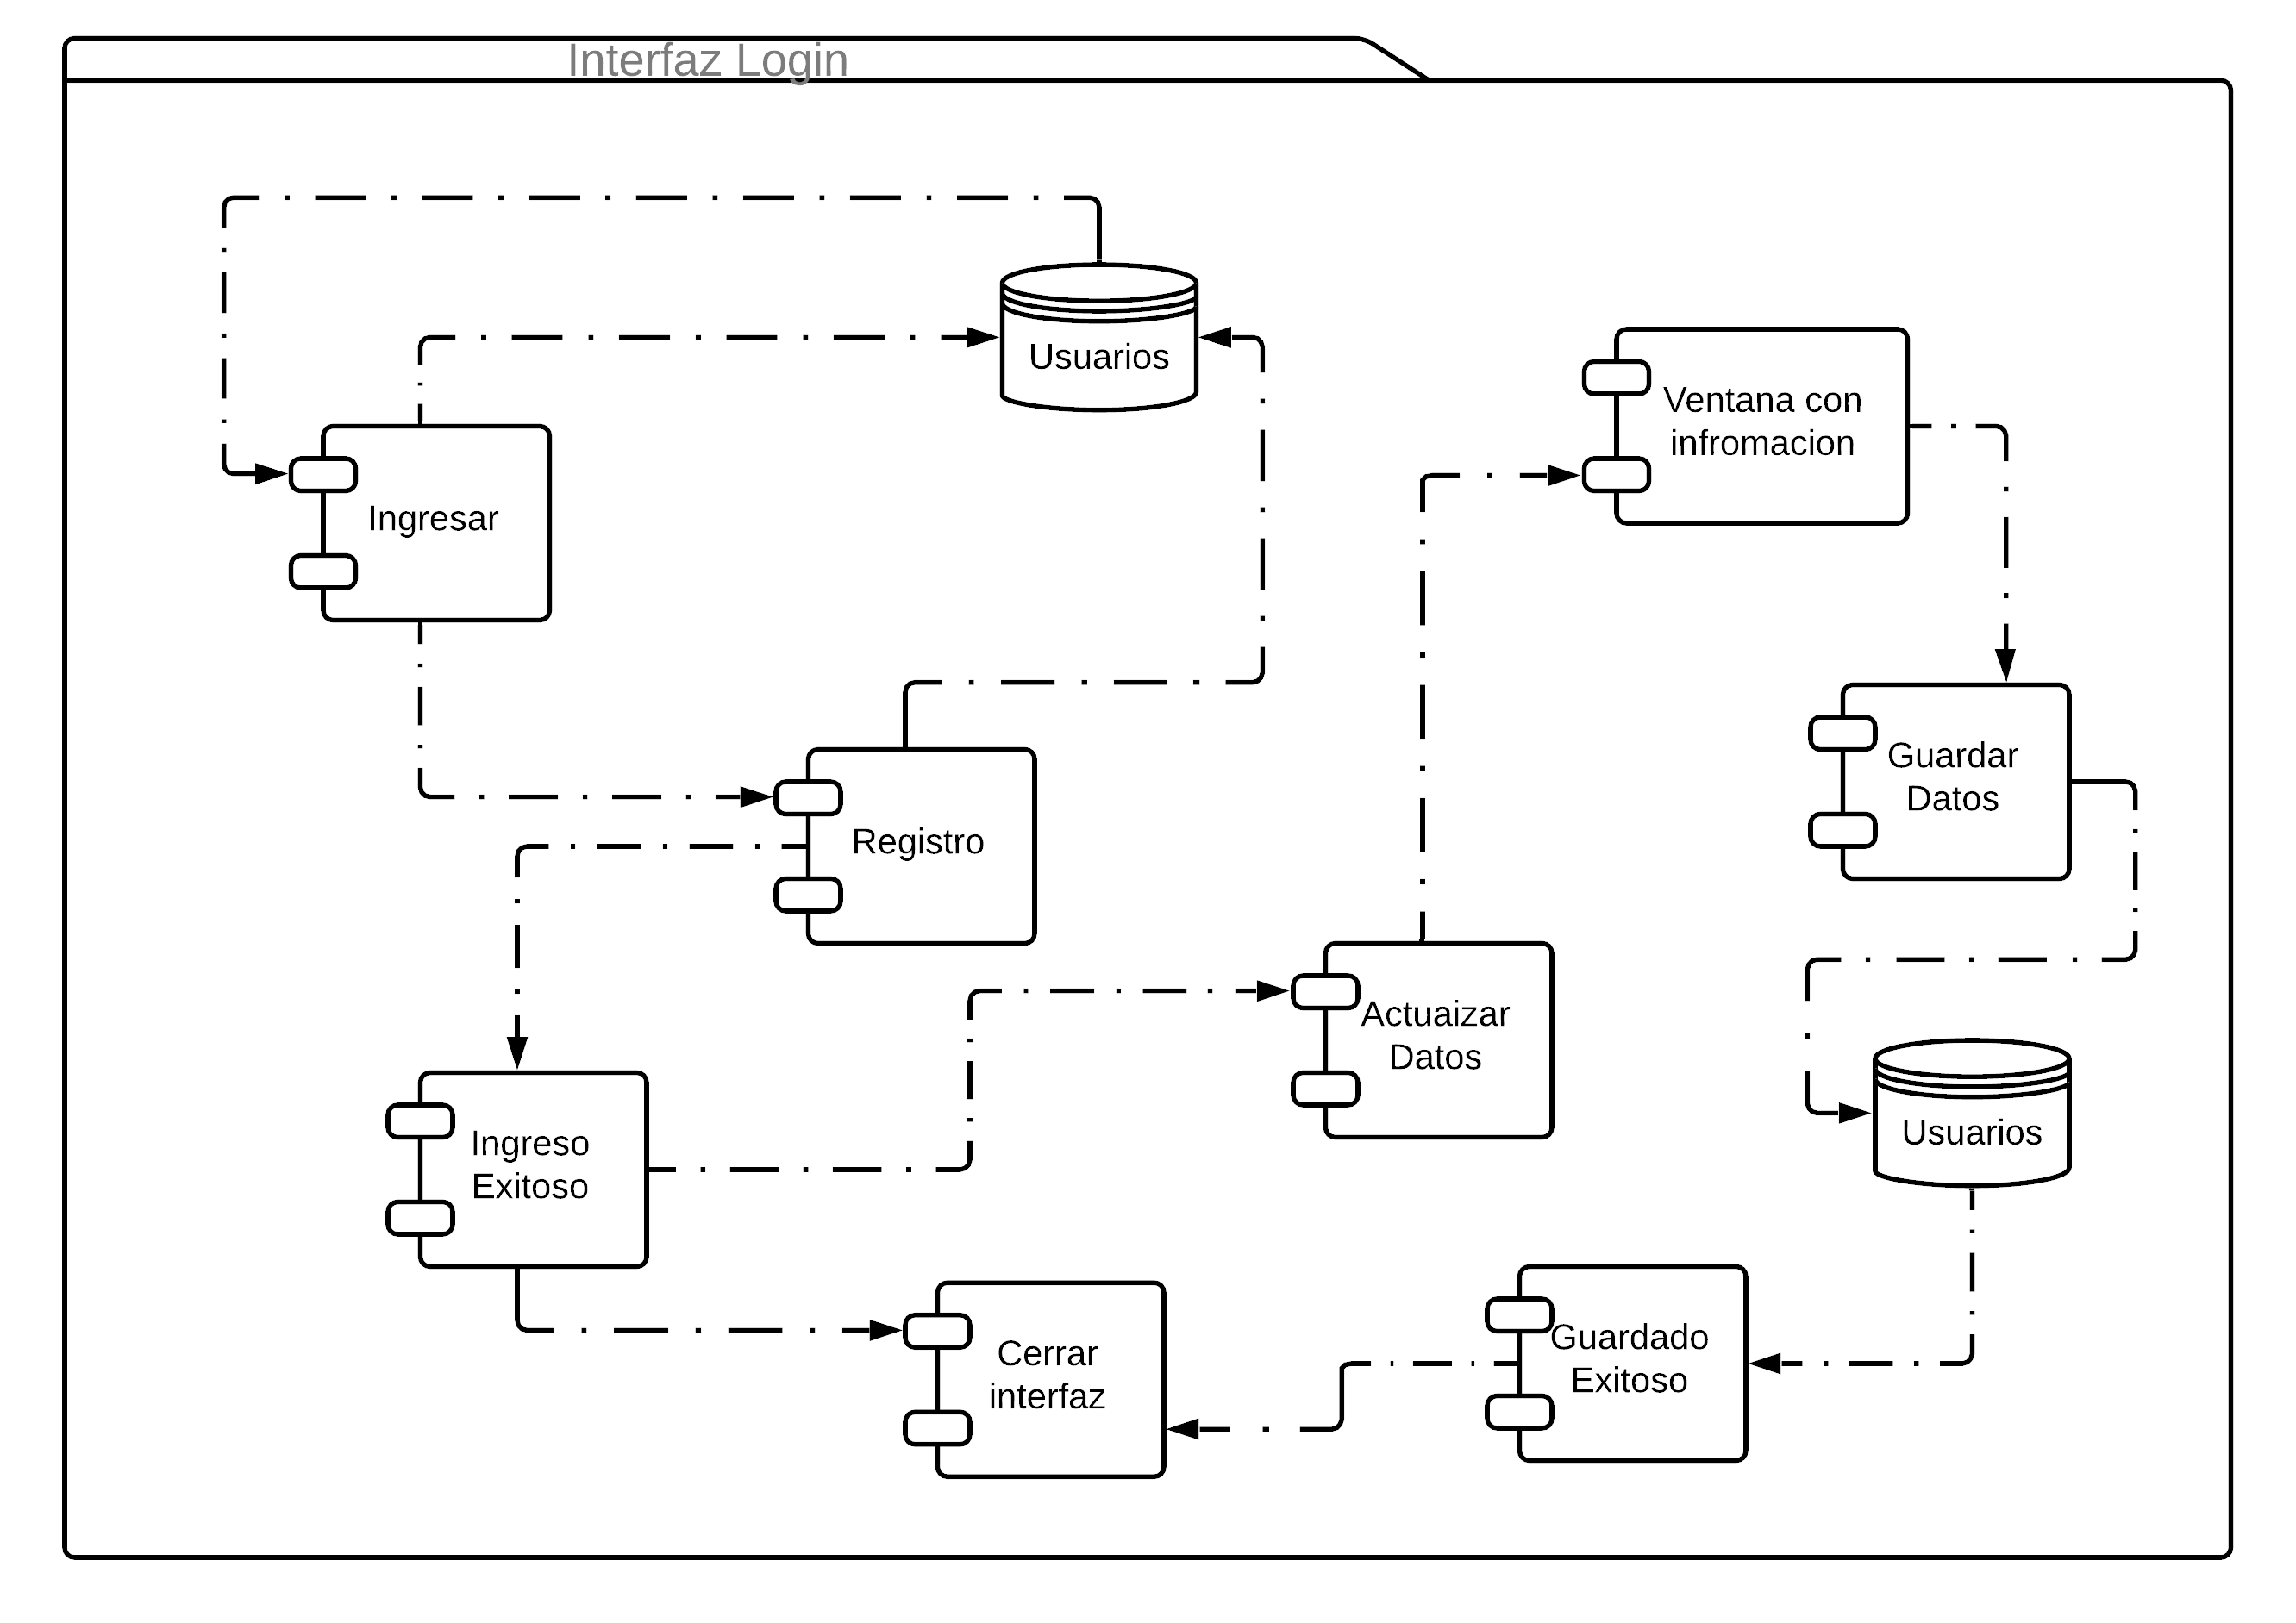 Interfaz Login
Usuarios
Ventana con
infromacion
Ingresar
Guardar
Datos
Registro
Actuaizar
Datos
Usuarios
Ingreso
Exitoso
Guardado
Exitoso
Cerrar
interfaz